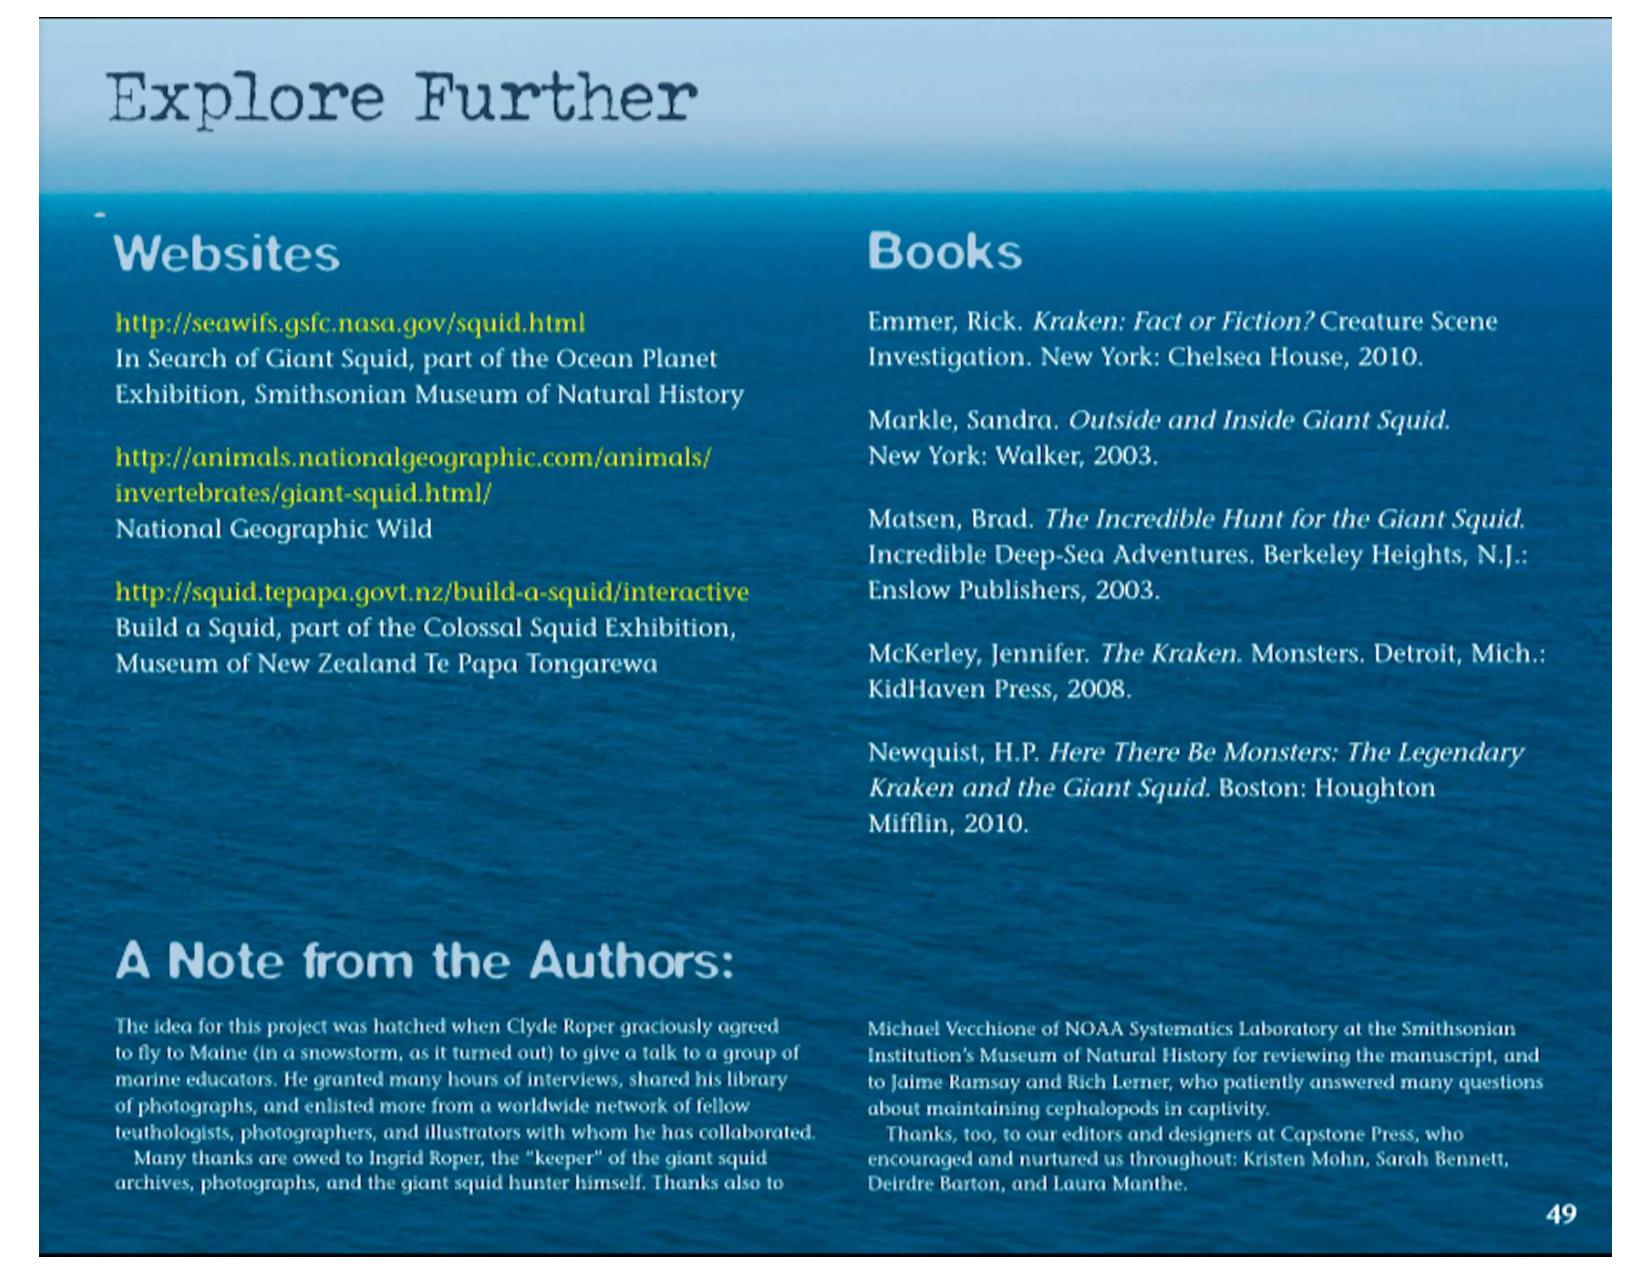 Explore Further
Websites
http://seawifs.gsfc.nasa.gov/squid.html
In Search of Giant Squid, part of the Ocean Planet
Exhibition, Smithsonian Museum of Natural History
http://animals.nationalgeographic.com/animals/
invertebrates/giant-squid.html/
National Geographic Wild
http://squid.tepapa.govt.nz/build-a-squid/interactive
Build a Squid, part of the Colossal Squid Exhibition,
Museum of New Zealand Te Papa Tongarewa
Books
Emmer, Rick. Kraken: Fact or Fiction? Creature Scene
Investigation. New York: Chelsea House, 2010.
Markle, Sandra. Outside and Inside Giant Squid.
New York: Walker, 2003.
Matsen, Brad. The Incredible Hunt for the Giant Squid.
Incredible Deep-Sea Adventures. Berkeley Heights, N.J.:
Enslow Publishers, 2003.
McKerley, Jennifer. The Kraken. Monsters. Detroit, Mich.:
KidHaven Press, 2008.
Newquist, H.P. Here There Be Monsters: The Legendary
Kraken and the Giant Squid. Boston: Houghton
Mifflin, 2010.
A Note from the Authors:
The idea for this project was hatched when Clyde Roper graciously agreed
to fly to Maine (in a snowstorm, as it turned out) to give a talk to a group of
marine educators. He granted many hours of interviews, shared his library
of photographs, and enlisted more from a worldwide network of fellow
teuthologists, photographers, and illustrators with whom he has collaborated.
Many thanks are owed to Ingrid Roper, the "keeper" of the giant squid
archives, photographs, and the giant squid hunter himself. Thanks also to
Michael Vecchione of NOAA Systematics Laboratory at the Smithsonian
Institution's Museum of Natural History for reviewing the manuscript, and
to Jaime Ramsay and Rich Lerner, who patiently answered many questions
about maintaining cephalopods in captivity.
Thanks, too, to our editors and designers at Capstone Press, who
encouraged and nurtured us throughout: Kristen Mohn, Sarah Bennett,
Deirdre Barton, and Laura Manthe.
49